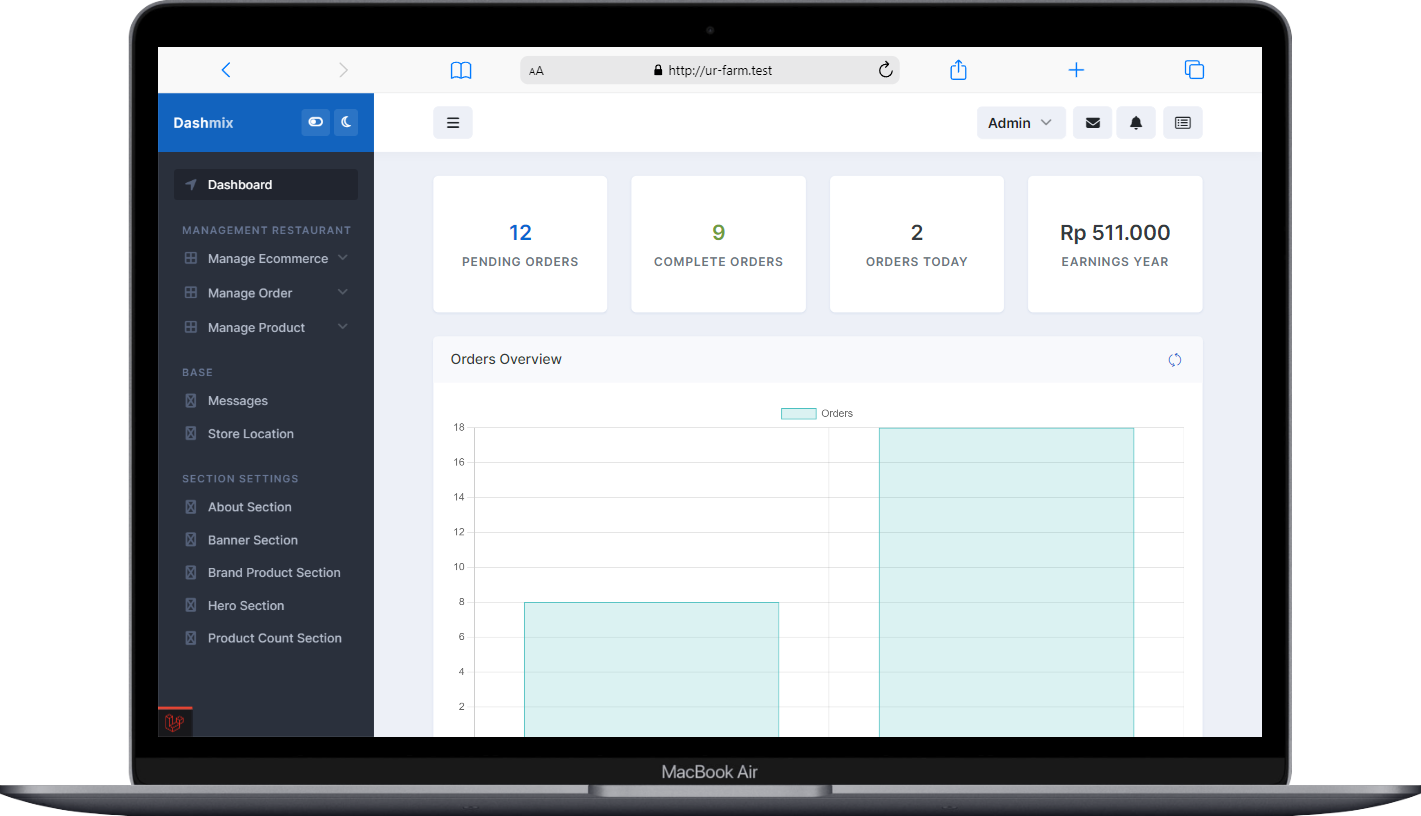 AA
http://ur-farm.test
Dashmix
Admin
Dashboard
MANAGEMENT RESTAURANT
Manage Ecommerce
Manage Order
Manage Product
BASE
Messages
Store Location
SECTION SETTINGS
About Section
Banner Section
Brand Product Section
Hero Section
Product Count Section
12
PENDING ORDERS
9
COMPLETE ORDERS
2
ORDERS TODAY
Rp 511.000
EARNINGS YEAR
Orders Overview
Orders
18
16
14
12
10
8
6
4
2
MacBook Air